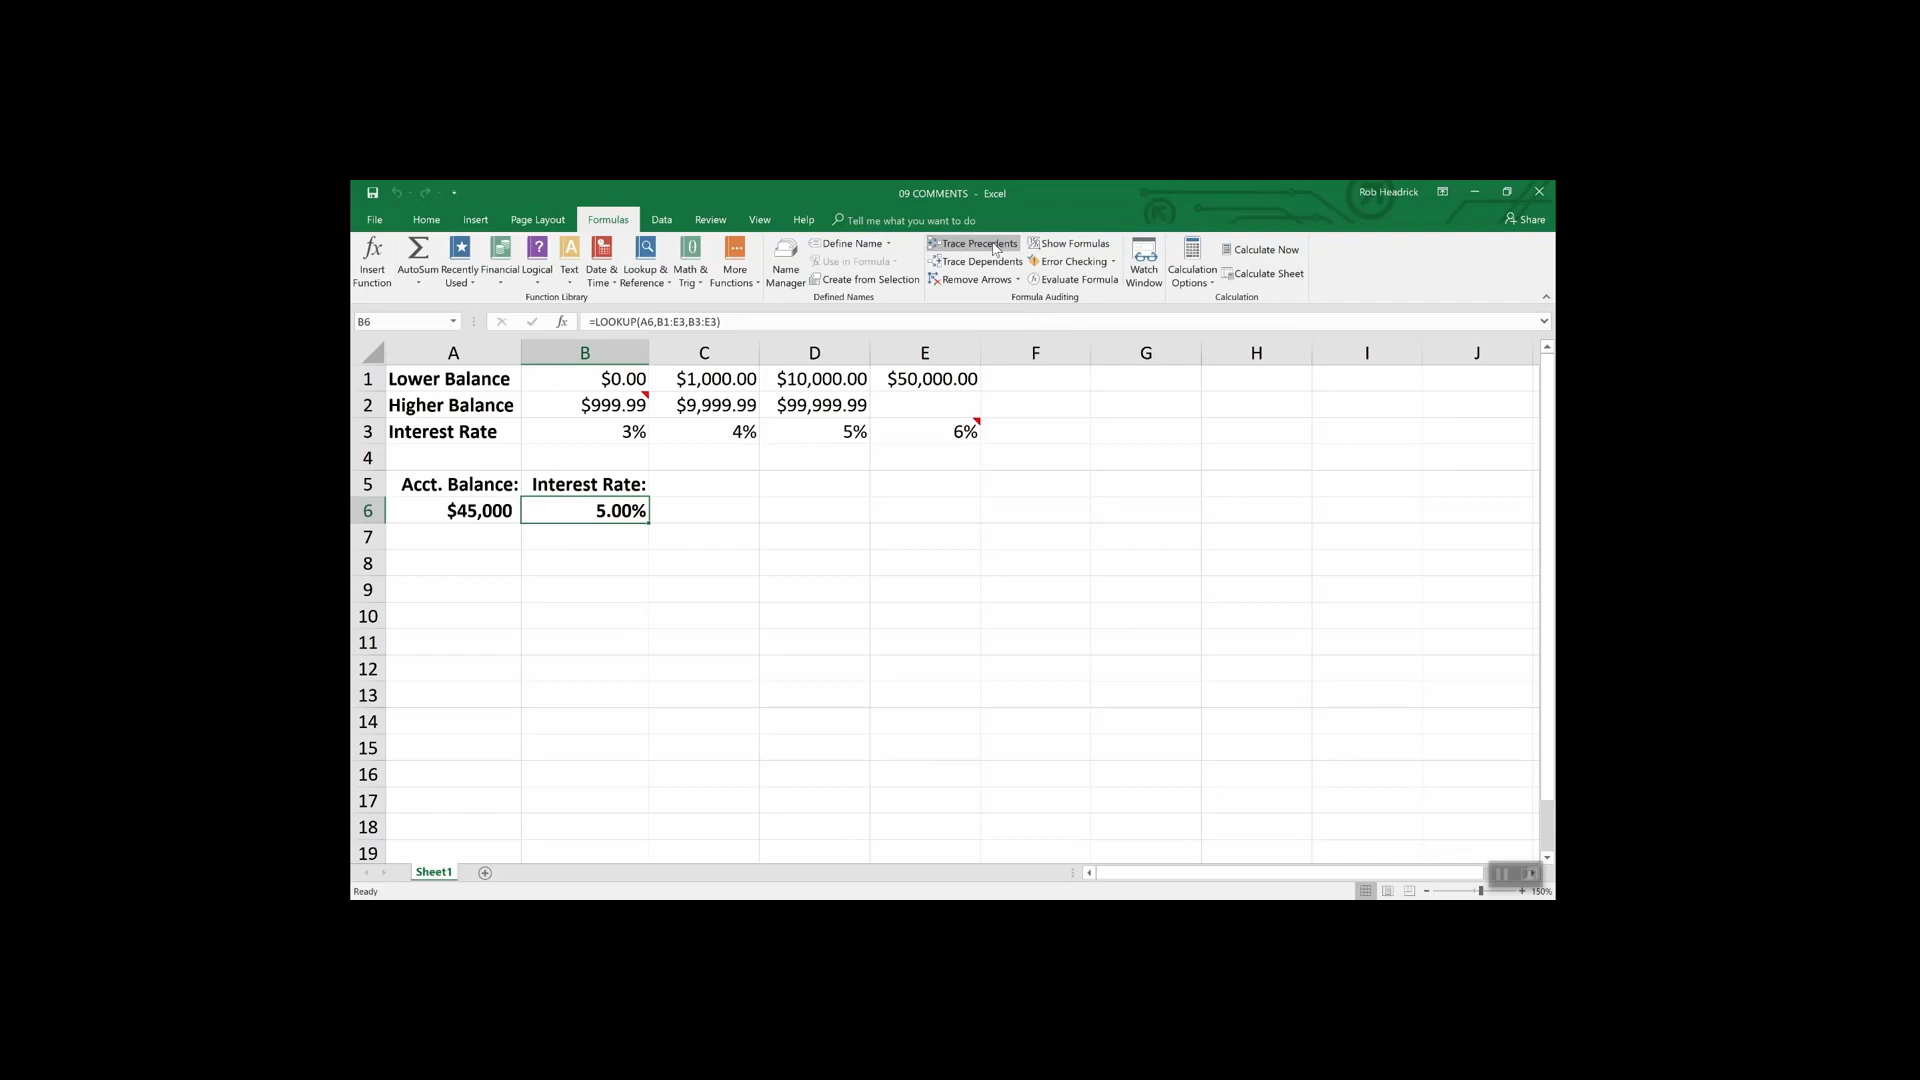 09 COMMENTS - Excel
Rob Headrick
File Home Insert Page Layout Formulas Data Review View Help Tell me what you want to do Share
Insert Function
AutoSum
Recently Used
Financial
Logical
Text
Date & Time
Lookup & Reference
Math & Trig
More Functions
Function Library
Name Manager
Define Name
Use in Formula
Create from Selection
Defined Names
Trace Precedents
Trace Dependents
Remove Arrows
Show Formulas
Error Checking
Evaluate Formula
Formula Auditing
Watch Window
Calculation Options
Calculate Now
Calculate Sheet
Calculation
B6 fx =LOOKUP(A6,B1:E3,B3:E3)
A B C D E F G H I J
1 Lower Balance $0.00 $1,000.00 $10,000.00 $50,000.00
2 Higher Balance $999.99 $9,999.99 $99,999.99
3 Interest Rate 3% 4% 5% 6%
4
5 Acct. Balance: Interest Rate:
6 $45,000 5.00%
7
8
9
10
11
12
13
14
15
16
17
18
19
Sheet1
Ready
150%